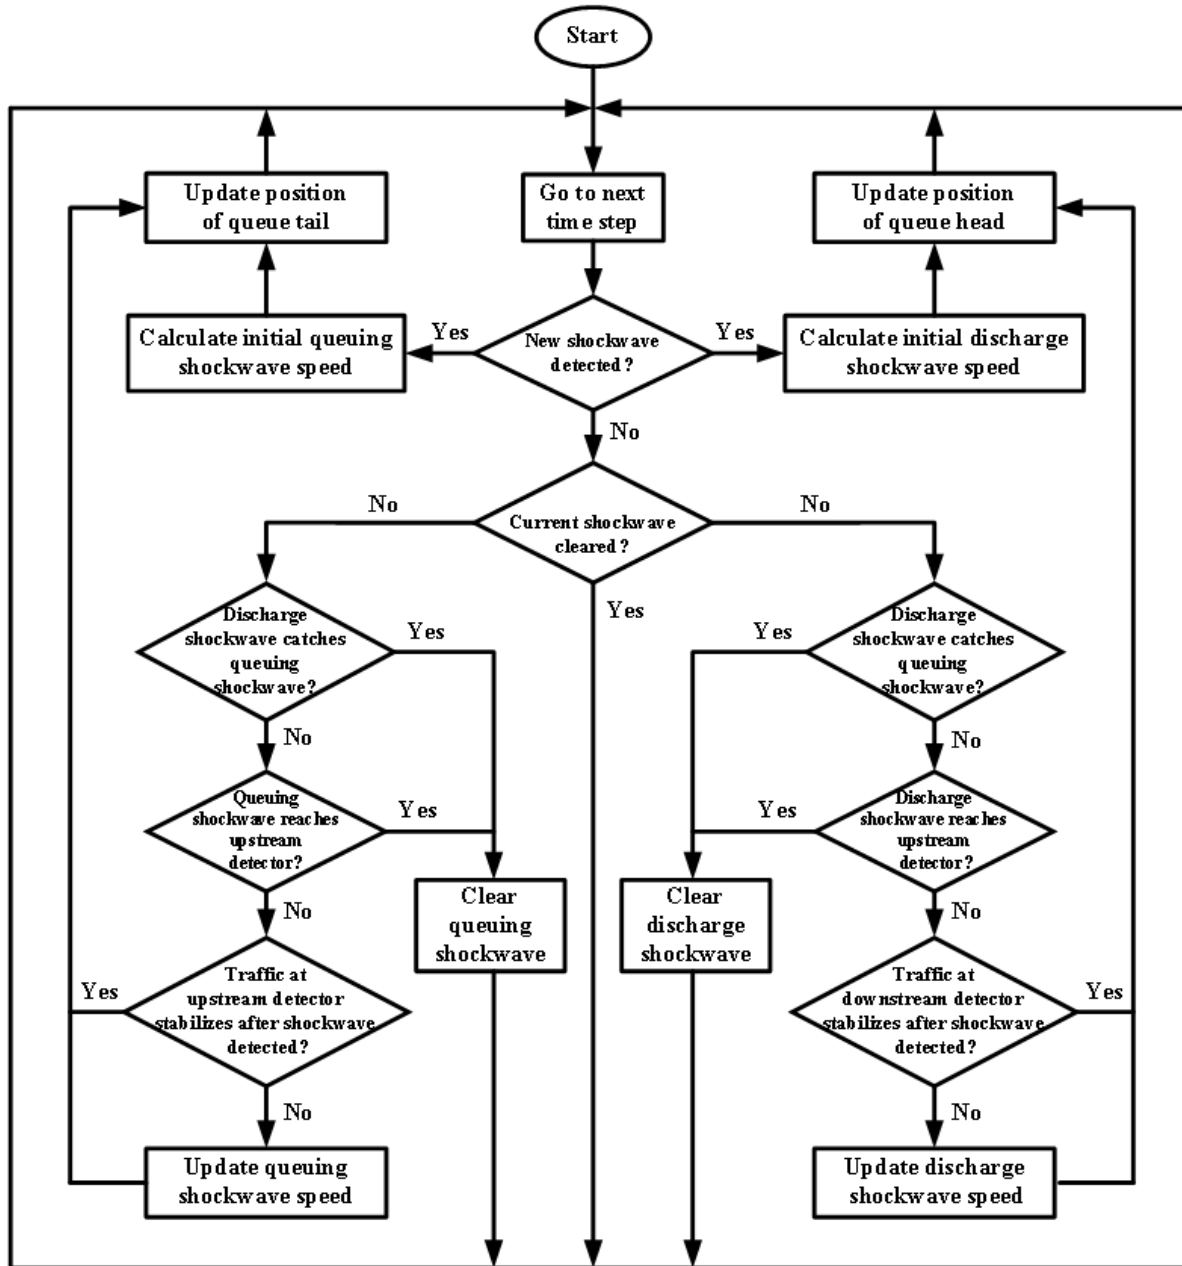 Start
Update position
of queue tail
Go to next
time step
Update position
of queue head
Calculate initial queuing
shockwave speed
Yes
New shockwave
detected?
Yes
Calculate initial discharge
shockwave speed
No
No
Current shockwave
cleared?
No
Yes
Discharge
shockwave catches
queuing
shockwave?
Yes
Yes
Discharge
shockwave catches
queuing
shockwave?
No
No
Queuing
shockwave reaches
upstream
detector?
Yes
Yes
Discharge
shockwave reaches
upstream
detector?
No
Clear
queuing
shockwave
Clear
discharge
shockwave
No
Yes
Traffic at
upstream detector
stabilizes after shockwave
detected?
Traffic at
downstream detector
stabilizes after shockwave
detected?
Yes
No
No
Update queuing
shockwave speed
Update discharge
shockwave speed